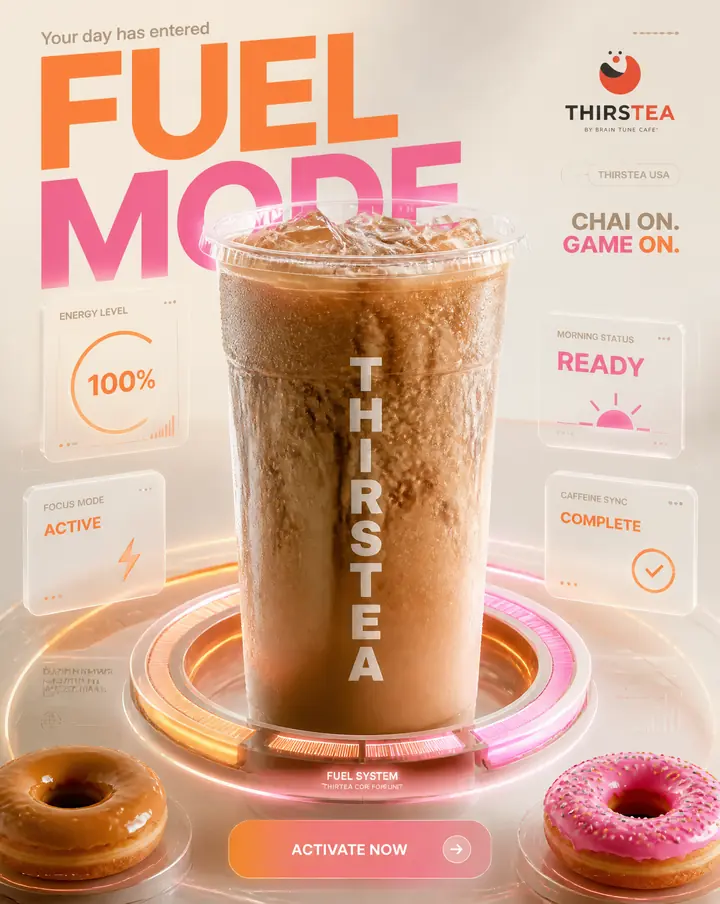 Your day has entered
FUEL
MODE
THIRSTEA
BY BRAIN TUNE CAFE
THIRSTEA USA
CHAI ON.
GAME ON.
ENERGY LEVEL
100%
MORNING STATUS
READY
FOCUS MODE
ACTIVE
CAFFEINE SYNC
COMPLETE
THIRSTEA
FUEL SYSTEM
ACTIVATE NOW